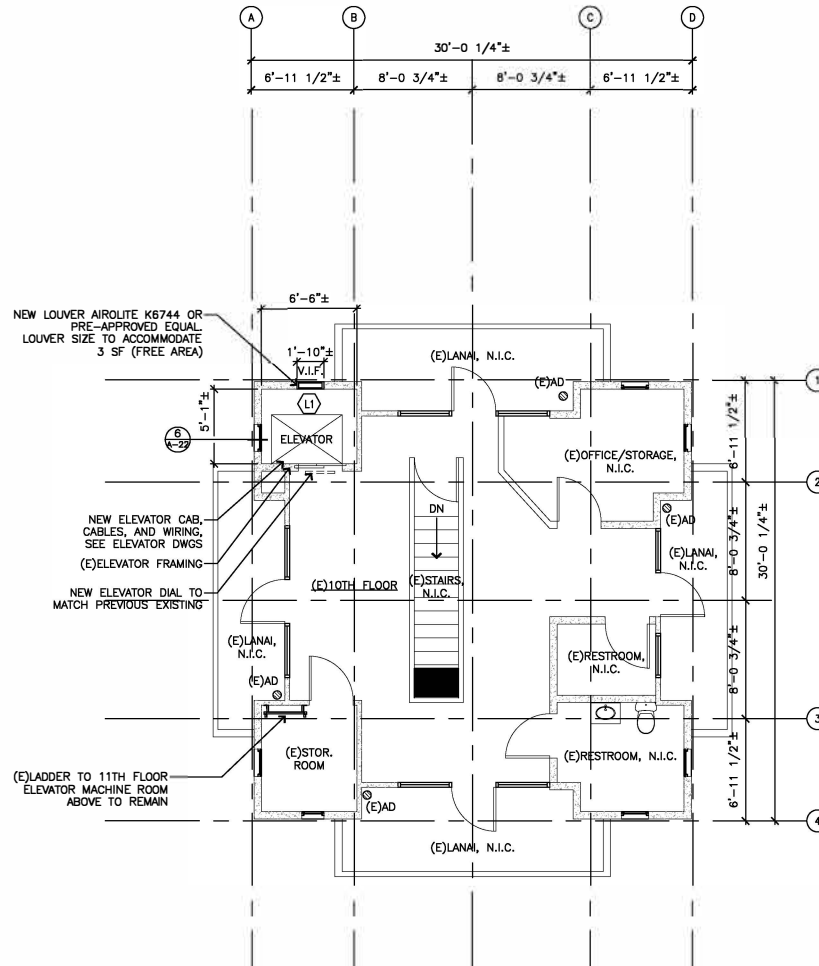 A
B
C
D
30'-0 1/4"±
6'-11 1/2"±
8'-0 3/4"±
8'-0 3/4"±
6'-11 1/2"±
6'-6"±
NEW LOUVER AIROLITE K6744 OR
PRE-APPROVED EQUAL.
LOUVER SIZE TO ACCOMMODATE
3 SF (FREE AREA)
1'-10"±
V.I.F.
(E)LANAI, N.I.C.
1
(E)AD
L1
5'-1"±
6
A-22
ELEVATOR
6'-11 1/2"±
(E)OFFICE/STORAGE,
N.I.C.
2
NEW ELEVATOR CAB,
CABLES, AND WIRING,
SEE ELEVATOR DWGS
DN
(E)AD
(E)ELEVATOR FRAMING
(E)LANAI,
N.I.C.
8'-0 3/4"±
30'-0 1/4"±
NEW ELEVATOR DIAL TO
MATCH PREVIOUS EXISTING
(E)10TH FLOOR
(E)STAIRS,
N.I.C.
(E)LANAI,
N.I.C.
(E)RESTROOM,
N.I.C.
8'-0 3/4"±
(E)AD
3
(E)STOR.
ROOM
(E)RESTROOM, N.I.C.
6'-11 1/2"±
(E)LADDER TO 11TH FLOOR
ELEVATOR MACHINE ROOM
ABOVE TO REMAIN
(E)AD
4
(E)LANAI, N.I.C.